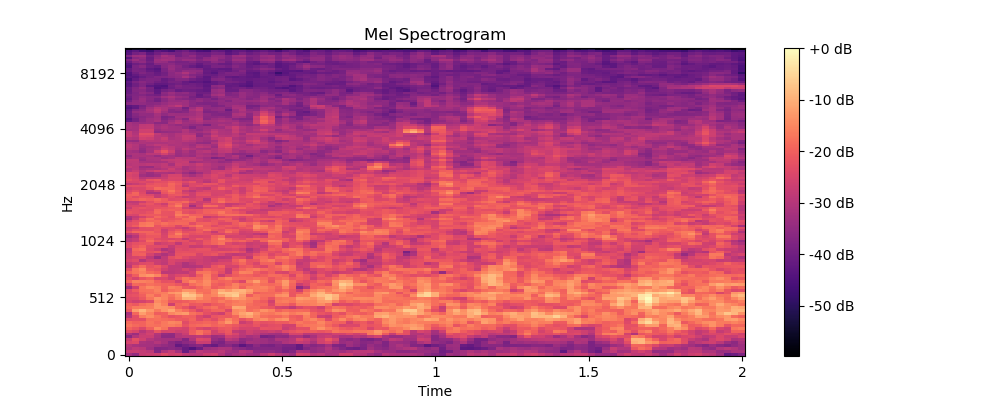 Mel Spectrogram
Hz
8192
4096
2048
1024
512
0
0 0.5 1 1.5 2
Time
+0 dB
-10 dB
-20 dB
-30 dB
-40 dB
-50 dB